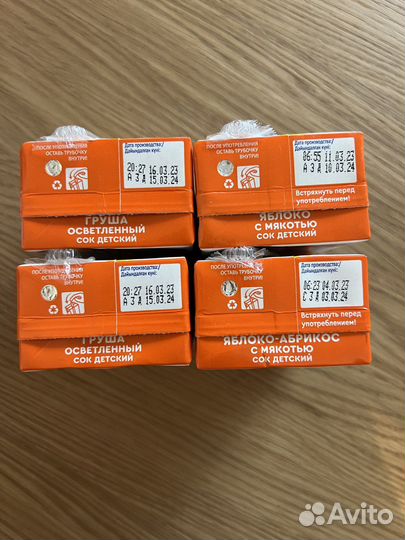 ПОСЛЕ УПОТРЕБЛЕНИЯ
ОСТАВЬ ТРУБОЧКУ
ВНУТРИ!
Дата производства:/
Дайындалған күні:
20:27 16.03.23
А 3 А 15.03.24
ГРУША
ОСВЕТЛЕННЫЙ
СОК ДЕТСКИЙ
ПОСЛЕ УПОТРЕБЛЕНИЯ
ОСТАВЬ ТРУБОЧКУ
ВНУТРИ!
Дата производства:/
Дайындалған күні:
06:55 11.03.23
А 3 А 10.03.24
Встряхнуть перед
употреблением!
ЯБЛОКО
С МЯКОТЬЮ
СОК ДЕТСКИЙ
ПОСЛЕ УПОТРЕБЛЕНИЯ
ОСТАВЬ ТРУБОЧКУ
ВНУТРИ!
Дата производства:/
Дайындалған күні:
20:27 16.03.23
А 3 А 15.03.24
ГРУША
ОСВЕТЛЕННЫЙ
СОК ДЕТСКИЙ
ПОСЛЕ УПОТРЕБЛЕНИЯ
ОСТАВЬ ТРУБОЧКУ
ВНУТРИ!
Дата производства:/
Дайындалған күні:
06:23 04.03.23
С 3 А 03.03.24
Встряхнуть перед
употреблением!
ЯБЛОКО-АБРИКОС
С МЯКОТЬЮ
СОК ДЕТСКИЙ
Avito